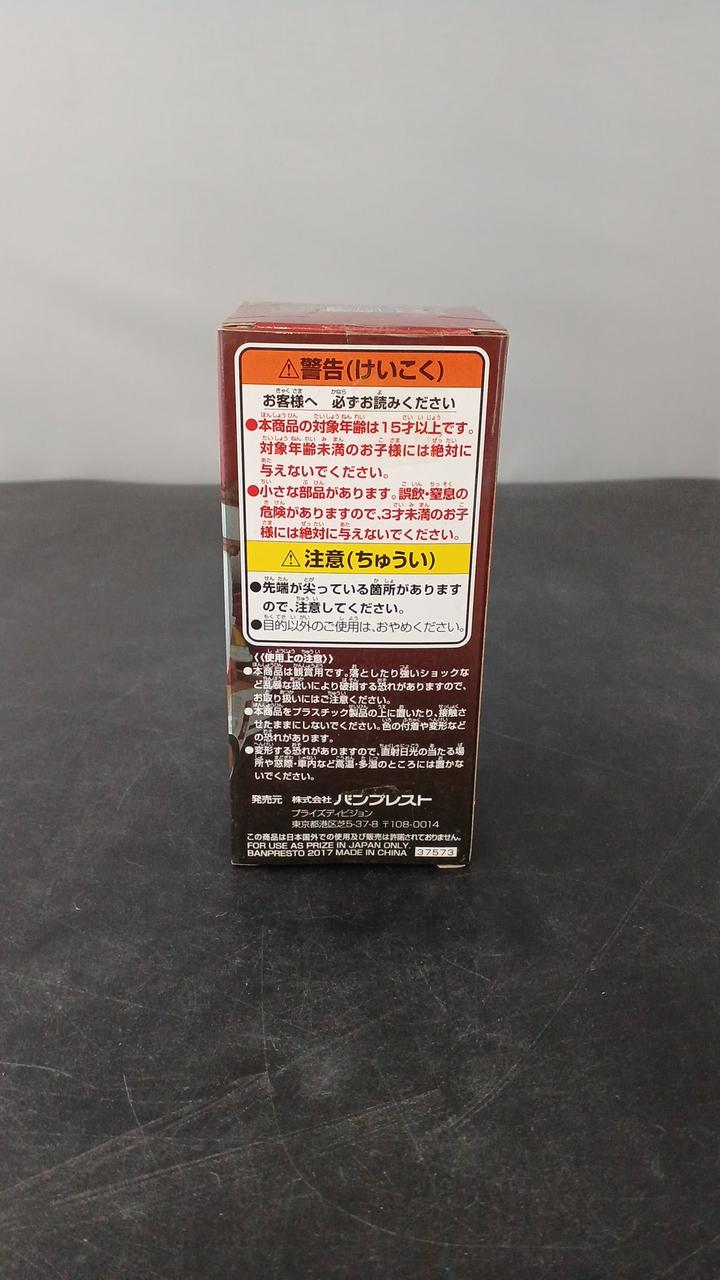 ⚠警告(けいこく)
お客様へ 必ずお読みください
●本商品の対象年齢は15才以上です。
対象年齢未満のお子様には絶対に
与えないでください。
●小さな部品があります。誤飲・窒息の
危険がありますので、3才未満のお子
様には絶対に与えないでください。
⚠注意(ちゅうい)
●先端が尖っている箇所があります
ので、注意してください。
●目的以外のご使用は、おやめください。
《使用上の注意》
●本商品は観賞用です。落としたり強いショックな
ど乱暴な扱いにより破損する恐れがありますので、
お取り扱いにはご注意ください。
●本商品をプラスチック製品の上に置いたり、接触さ
せたままにしないでください。色の付着や変形など
の恐れがあります。
●変形する恐れがありますので、直射日光の当たる場
所や窓際・車内など高温・多湿のところには置かな
いでください。
発売元 株式会社 バンプレスト
プライズディビジョン
東京都港区芝5-37-8 〒108-0014
この商品は日本国外での使用及び販売は許諾されておりません。
FOR USE AS PRIZE IN JAPAN ONLY.
BANPRESTO 2017 MADE IN CHINA 37573